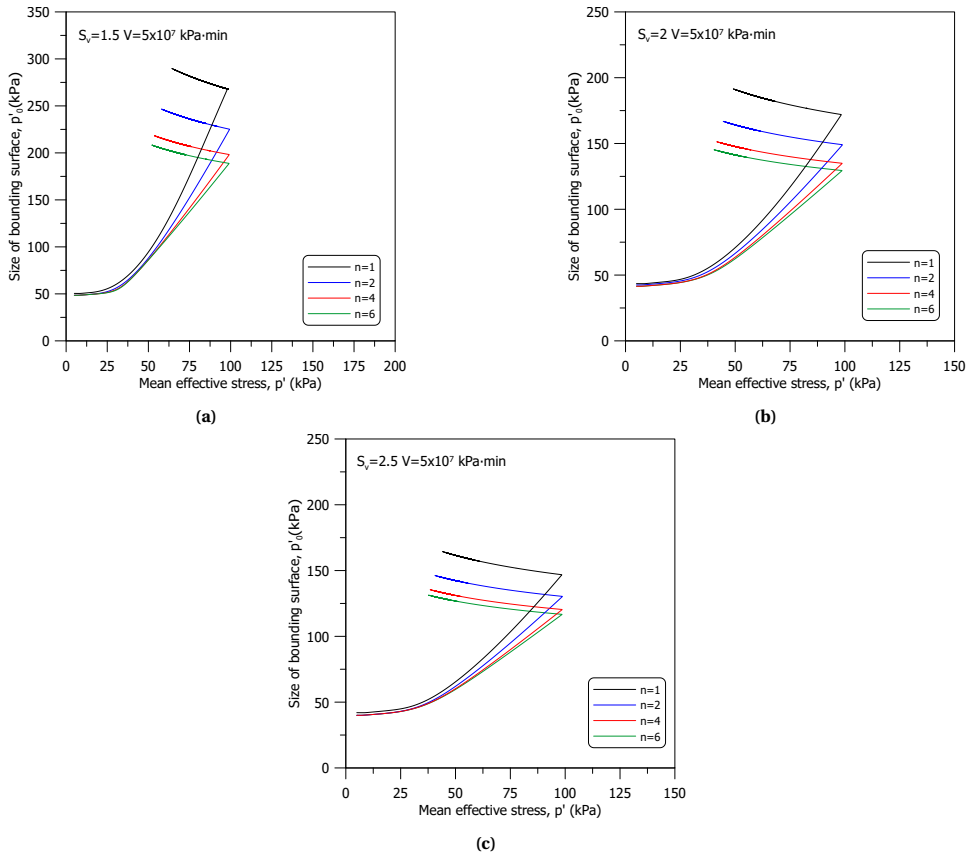 350
300
250
200
150
100
50
0
Size of bounding surface, p'₀(kPa)
Sᵥ=1.5 V=5x10⁷ kPa·min
n=1
n=2
n=4
n=6
0 25 50 75 100 125 150 175 200
Mean effective stress, p' (kPa)
(a)
250
200
150
100
50
0
Size of bounding surface, p'₀(kPa)
Sᵥ=2 V=5x10⁷ kPa·min
n=1
n=2
n=4
n=6
0 25 50 75 100 125 150
Mean effective stress, p' (kPa)
(b)
250
200
150
100
50
0
Size of bounding surface, p'₀(kPa)
Sᵥ=2.5 V=5x10⁷ kPa·min
n=1
n=2
n=4
n=6
0 25 50 75 100 125 150
Mean effective stress, p' (kPa)
(c)